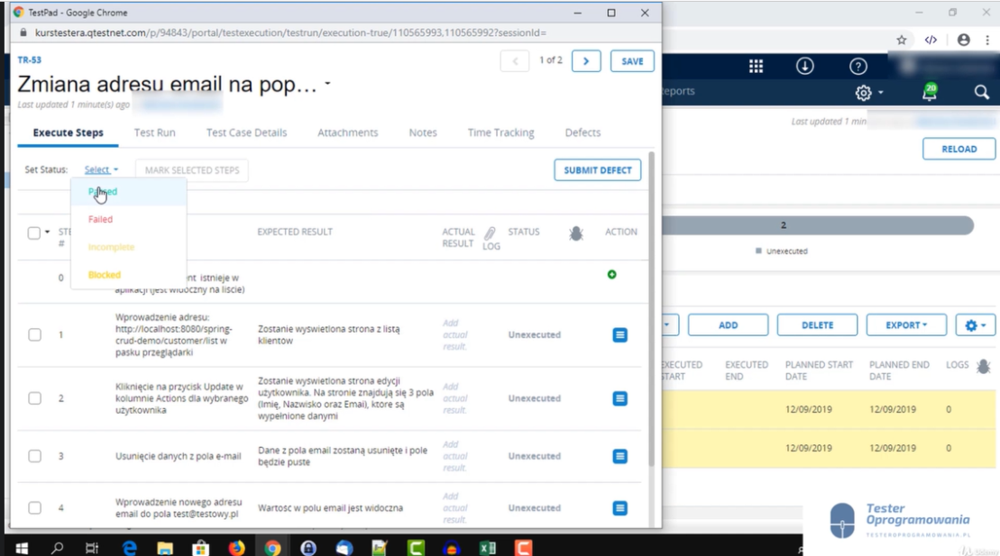 TestPad - Google Chrome
kurstestera.qtestnet.com/p/94843/portal/testexecution/testrun/execution-true/110565993,110565992?sessionId=
TR-53
1 of 2
SAVE
Zmiana adresu email na pop...
Last updated 1 minute(s) ago
Execute Steps
Test Run
Test Case Details
Attachments
Notes
Time Tracking
Defects
Set Status:
Select
MARK SELECTED STEPS
SUBMIT DEFECT
Failed
Incomplete
Blocked
#
EXPECTED RESULT
ACTUAL
RESULT
LOG
STATUS
ACTION
0
istnieje w
aplikacji (jest widoczny na liście)
1
Wprowadzenie adresu:
http://localhost:8080/spring-
crud-demo/customer/list w
pasku przeglądarki
Zostanie wyswietlona strona z listą
klientow
Add
actual
result.
Unexecuted
2
Kliknięcie na przycisk Update w
kolumnie Actions dla wybranego
użytkownika
Zostanie wyswietlona strona edycji
użytkownika. Na stronie znajdują się 3 pola
(Imię, Nazwisko oraz Emai), ktore są
wypełnione danymi
Add
actual
result.
Unexecuted
3
Usunięcie danych z pola e-mail
Dane z pola email zostaną usunięte i pole
będzie puste
Add
actual
result.
Unexecuted
4
Wprowadzenie nowego adresu
email do pola test@testowy.pl
Wartosc w polu email jest widoczna
Add
actual
result.
Unexecuted
20
Last updated 1 min
RELOAD
2
Unexecuted
ADD
DELETE
EXPORT
EXECUTED
END
PLANNED START
DATE
PLANNED END
DATE
LOGS
12/09/2019
12/09/2019
0
12/09/2019
12/09/2019
0
Tester
Oprogramowania
TESTEROPROGRAMOWANIA.PL
Udemy